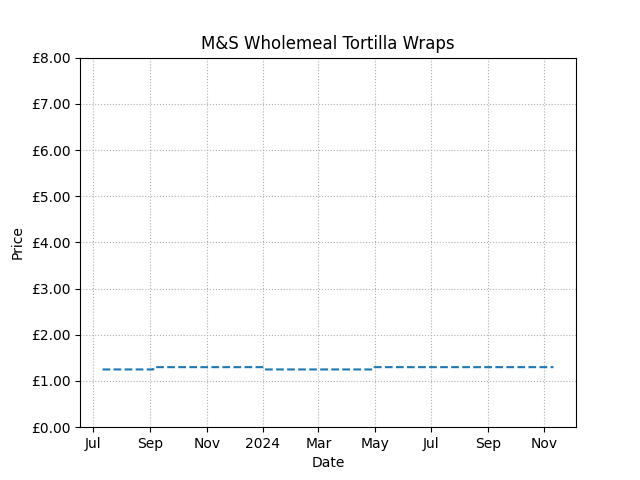 M&S Wholemeal Tortilla Wraps
£8.00
£7.00
£6.00
£5.00
£4.00
£3.00
£2.00
£1.00
£0.00
Price
Jul Sep Nov 2024 Mar May Jul Sep Nov
Date